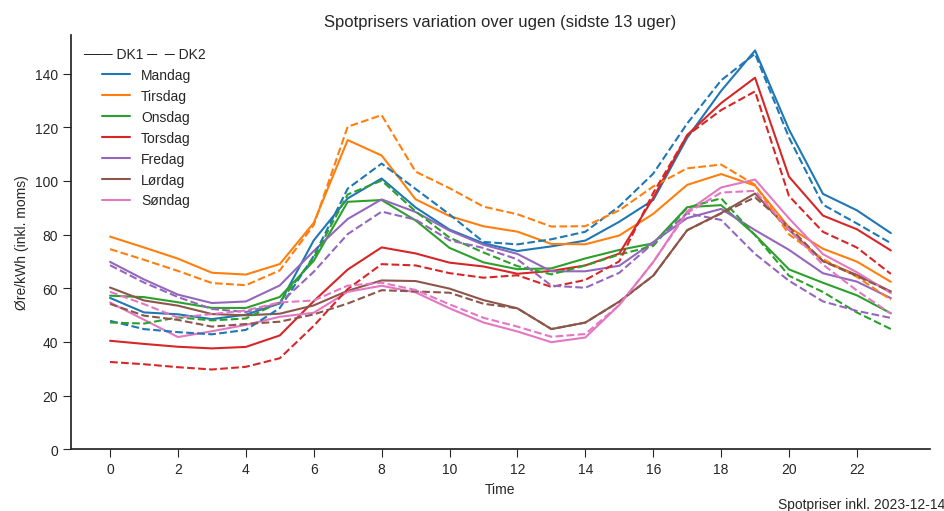 Spotprisers variation over ugen (sidste 13 uger)
DK1 DK2
Mandag
Tirsdag
Onsdag
Torsdag
Fredag
Lørdag
Søndag
Øre/kWh (inkl. moms)
140
120
100
80
60
40
20
0
0 2 4 6 8 10 12 14 16 18 20 22
Time
Spotpriser inkl. 2023-12-14